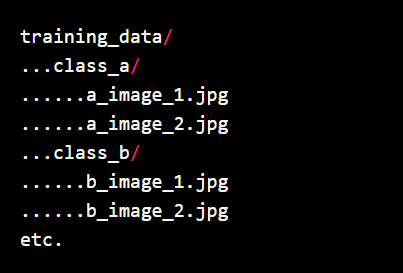 training_data/
...class_a/
......a_image_1.jpg
......a_image_2.jpg
...class_b/
......b_image_1.jpg
......b_image_2.jpg
etc.